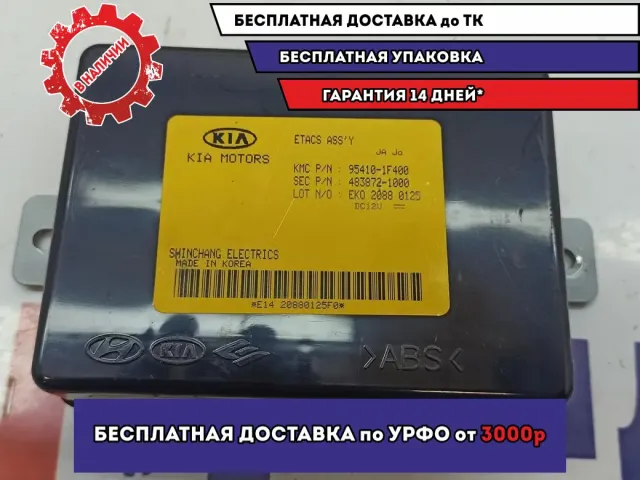 БЕСПЛАТНАЯ ДОСТАВКА до ТК
БЕСПЛАТНАЯ УПАКОВКА
ГАРАНТИЯ 14 ДНЕЙ*
В НАЛИЧИИ
KIA
KIA MOTORS
ETACS ASS'Y
JA Jo
KMC P/N : 95410-1F400
SEC P/N : 483872-1000
LOT N/O : EKO 2088 0125
DC12V
SHINCHANG ELECTRICS
MADE IN KOREA
*E14 20880125F0*
KIA
>ABS<
БЕСПЛАТНАЯ ДОСТАВКА по УРФО от 3000р